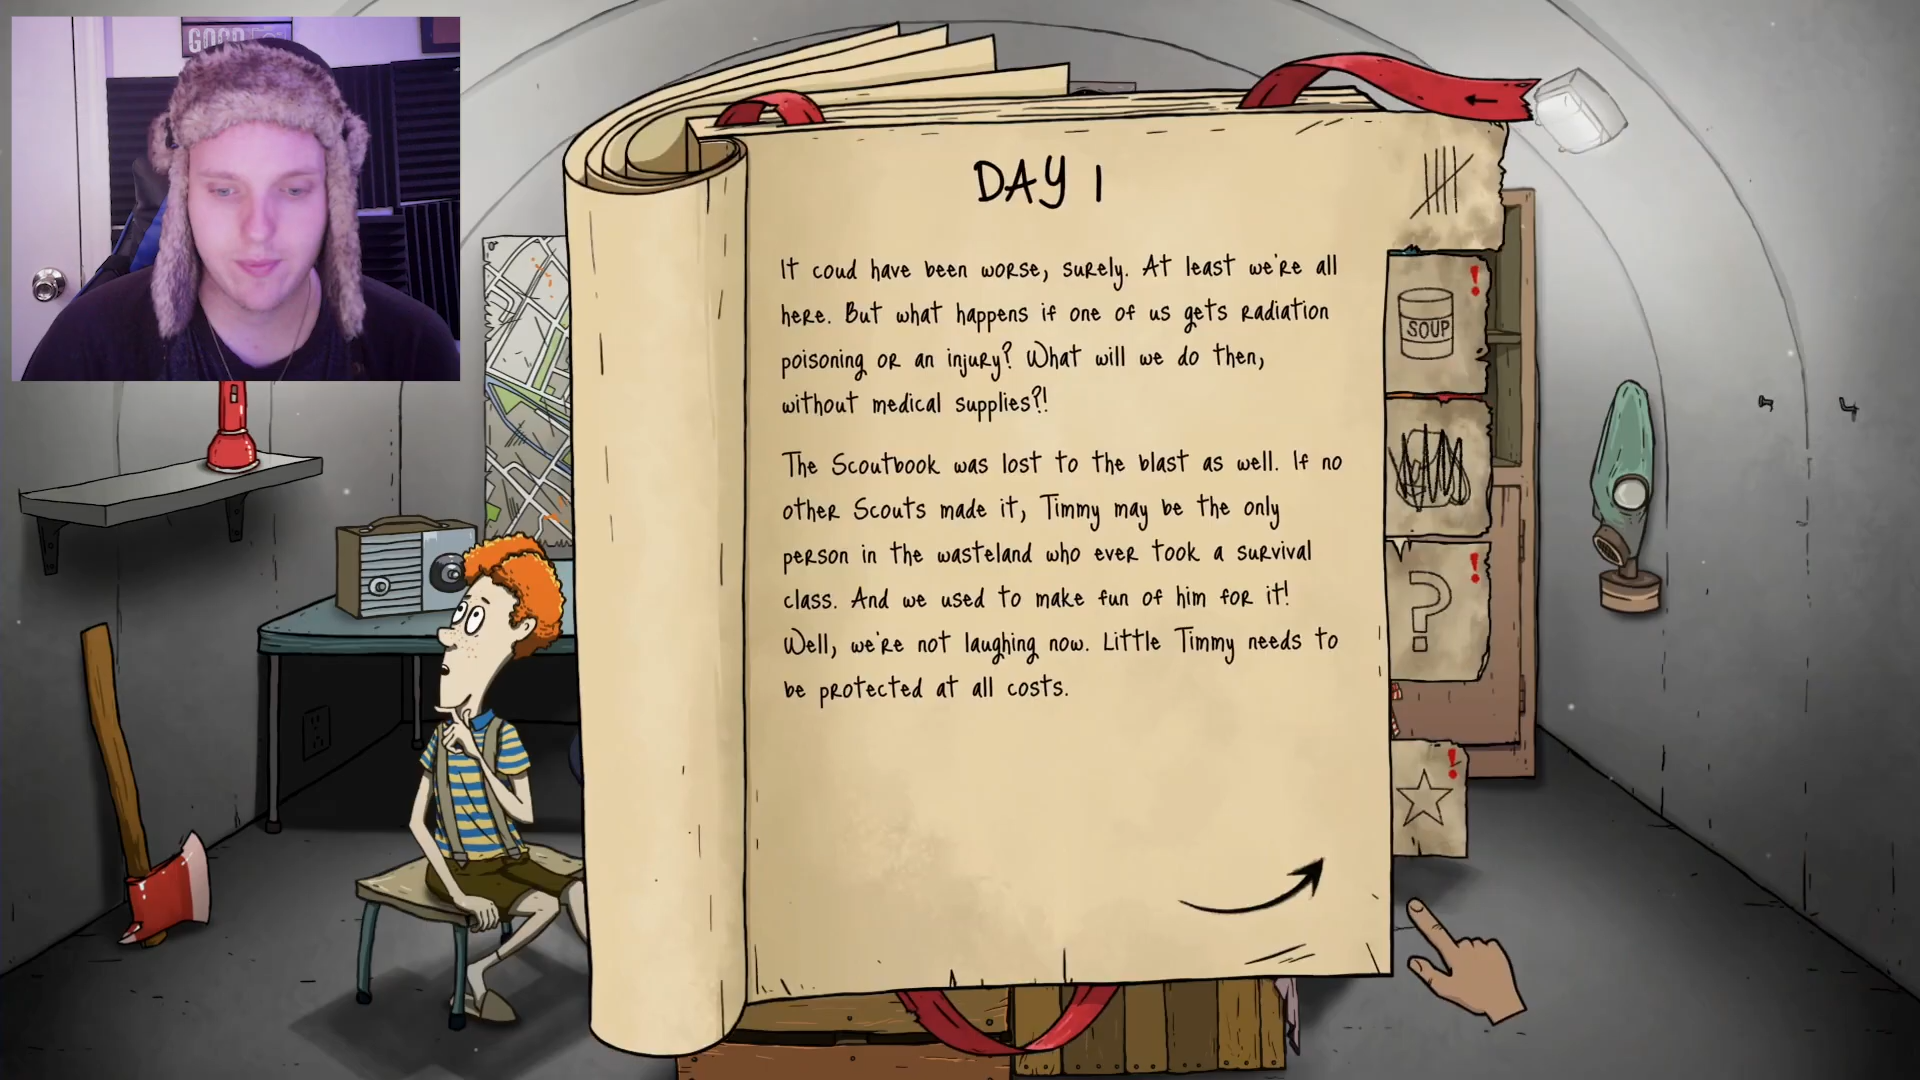 GOOD
DAY 1
It coud have been worse, surely. At least we're all
here. But what happens if one of us gets radiation
poisoning or an injury? What will we do then,
without medical supplies?!
The Scoutbook was lost to the blast as well. If no
other Scouts made it, Timmy may be the only
person in the wasteland who ever took a survival
class. And we used to make fun of him for it!
Well, we're not laughing now. Little Timmy needs to
be protected at all costs.
!
SOUP
!
?
!